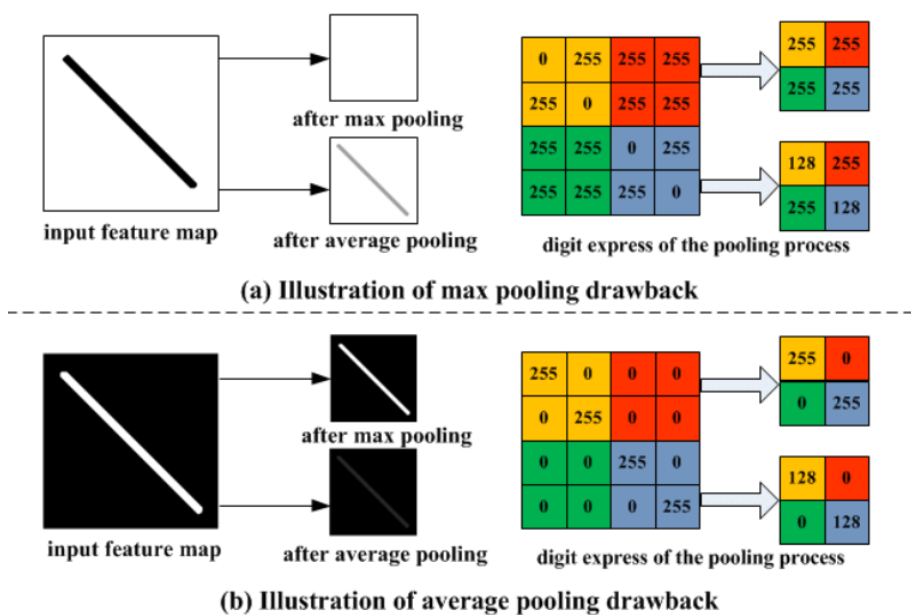 after max pooling
after average pooling
input feature map
0 255 255 255
255 0 255 255
255 255 0 255
255 255 255 0
255 255
255 255
128 255
255 128
digit express of the pooling process
(a) Illustration of max pooling drawback
after max pooling
after average pooling
input feature map
255 0 0 0
0 255 0 0
0 0 255 0
0 0 0 255
255 0
0 255
128 0
0 128
digit express of the pooling process
(b) Illustration of average pooling drawback